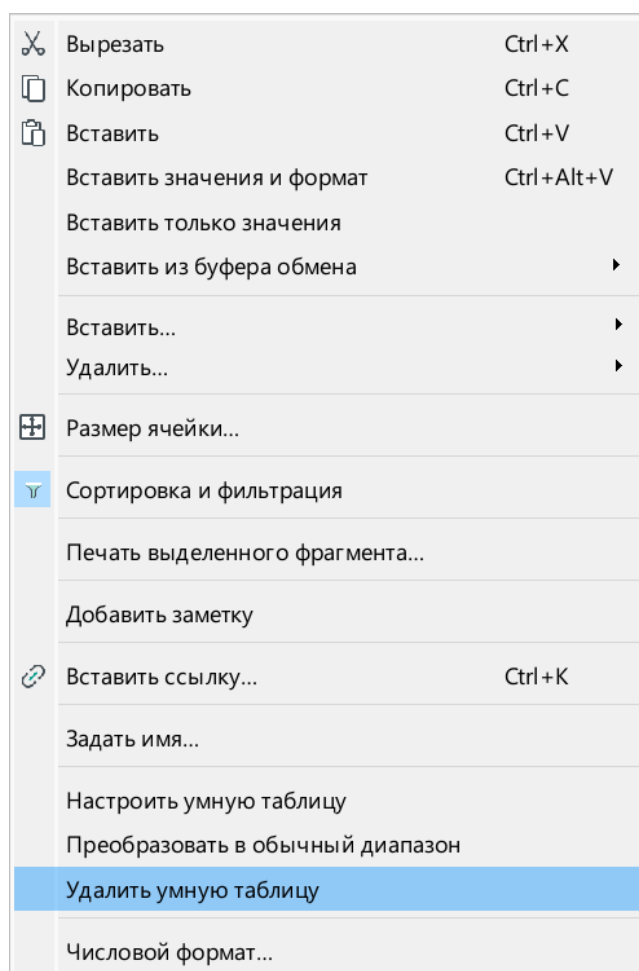 Вырезать Ctrl+X
Копировать Ctrl+C
Вставить Ctrl+V
Вставить значения и формат Ctrl+Alt+V
Вставить только значения
Вставить из буфера обмена
Вставить...
Удалить...
Размер ячейки...
Сортировка и фильтрация
Печать выделенного фрагмента...
Добавить заметку
Вставить ссылку... Ctrl+K
Задать имя...
Настроить умную таблицу
Преобразовать в обычный диапазон
Удалить умную таблицу
Числовой формат...